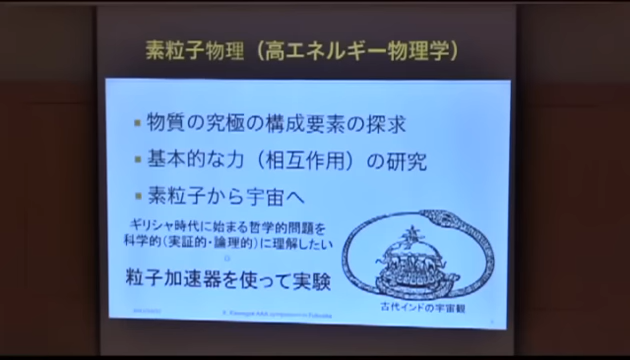 素粒子物理（高エネルギー物理学）
■ 物質の究極の構成要素の探求
■ 基本的な力（相互作用）の研究
■ 素粒子から宇宙へ
ギリシャ時代に始まる哲学的問題を
科学的（実証的・論理的）に理解したい
粒子加速器を使って実験
古代インドの宇宙観
symposium in Fukuoka